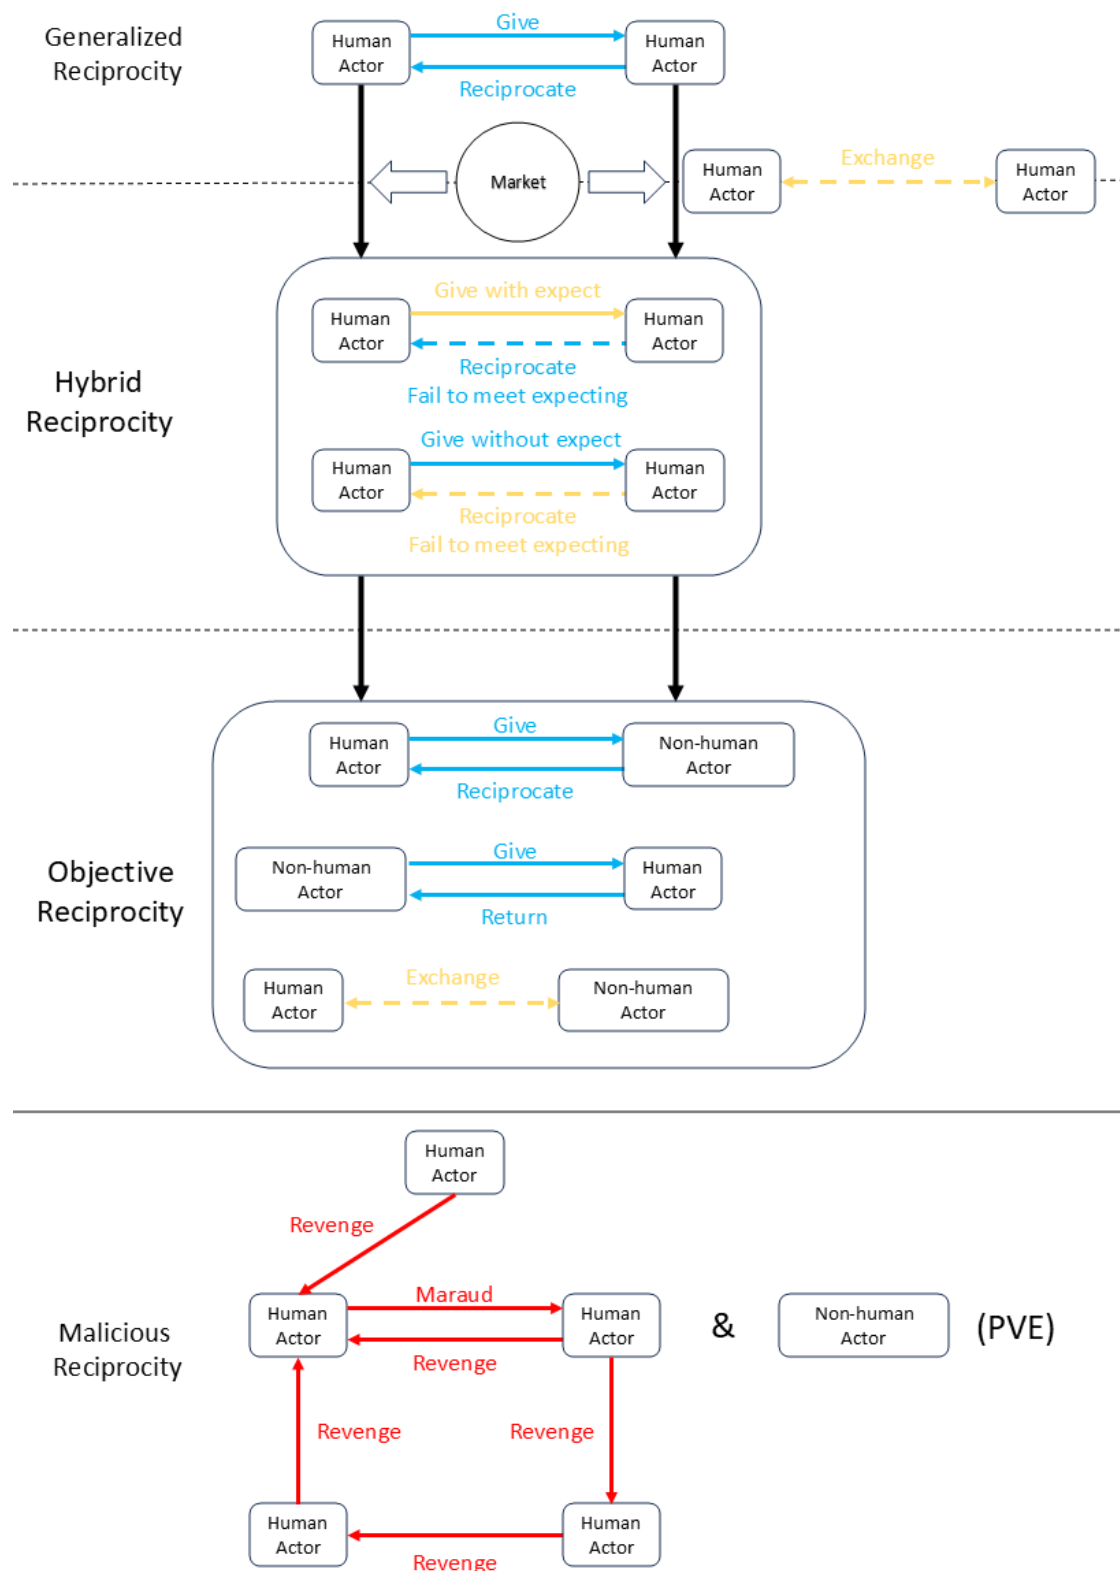 Generalized
Reciprocity
Human
Actor
Give
Reciprocate
Human
Actor
Market
Human
Actor
Exchange
Human
Actor
Hybrid
Reciprocity
Give with expect
Human
Actor
Human
Actor
Reciprocate
Fail to meet expecting
Give without expect
Human
Actor
Human
Actor
Reciprocate
Fail to meet expecting
Objective
Reciprocity
Human
Actor
Give
Reciprocate
Non-human
Actor
Non-human
Actor
Give
Return
Human
Actor
Human
Actor
Exchange
Non-human
Actor
Malicious
Reciprocity
Human
Actor
Revenge
Human
Actor
Maraud
Revenge
Human
Actor
&
Non-human
Actor
(PVE)
Revenge
Revenge
Human
Actor
Revenge
Human
Actor